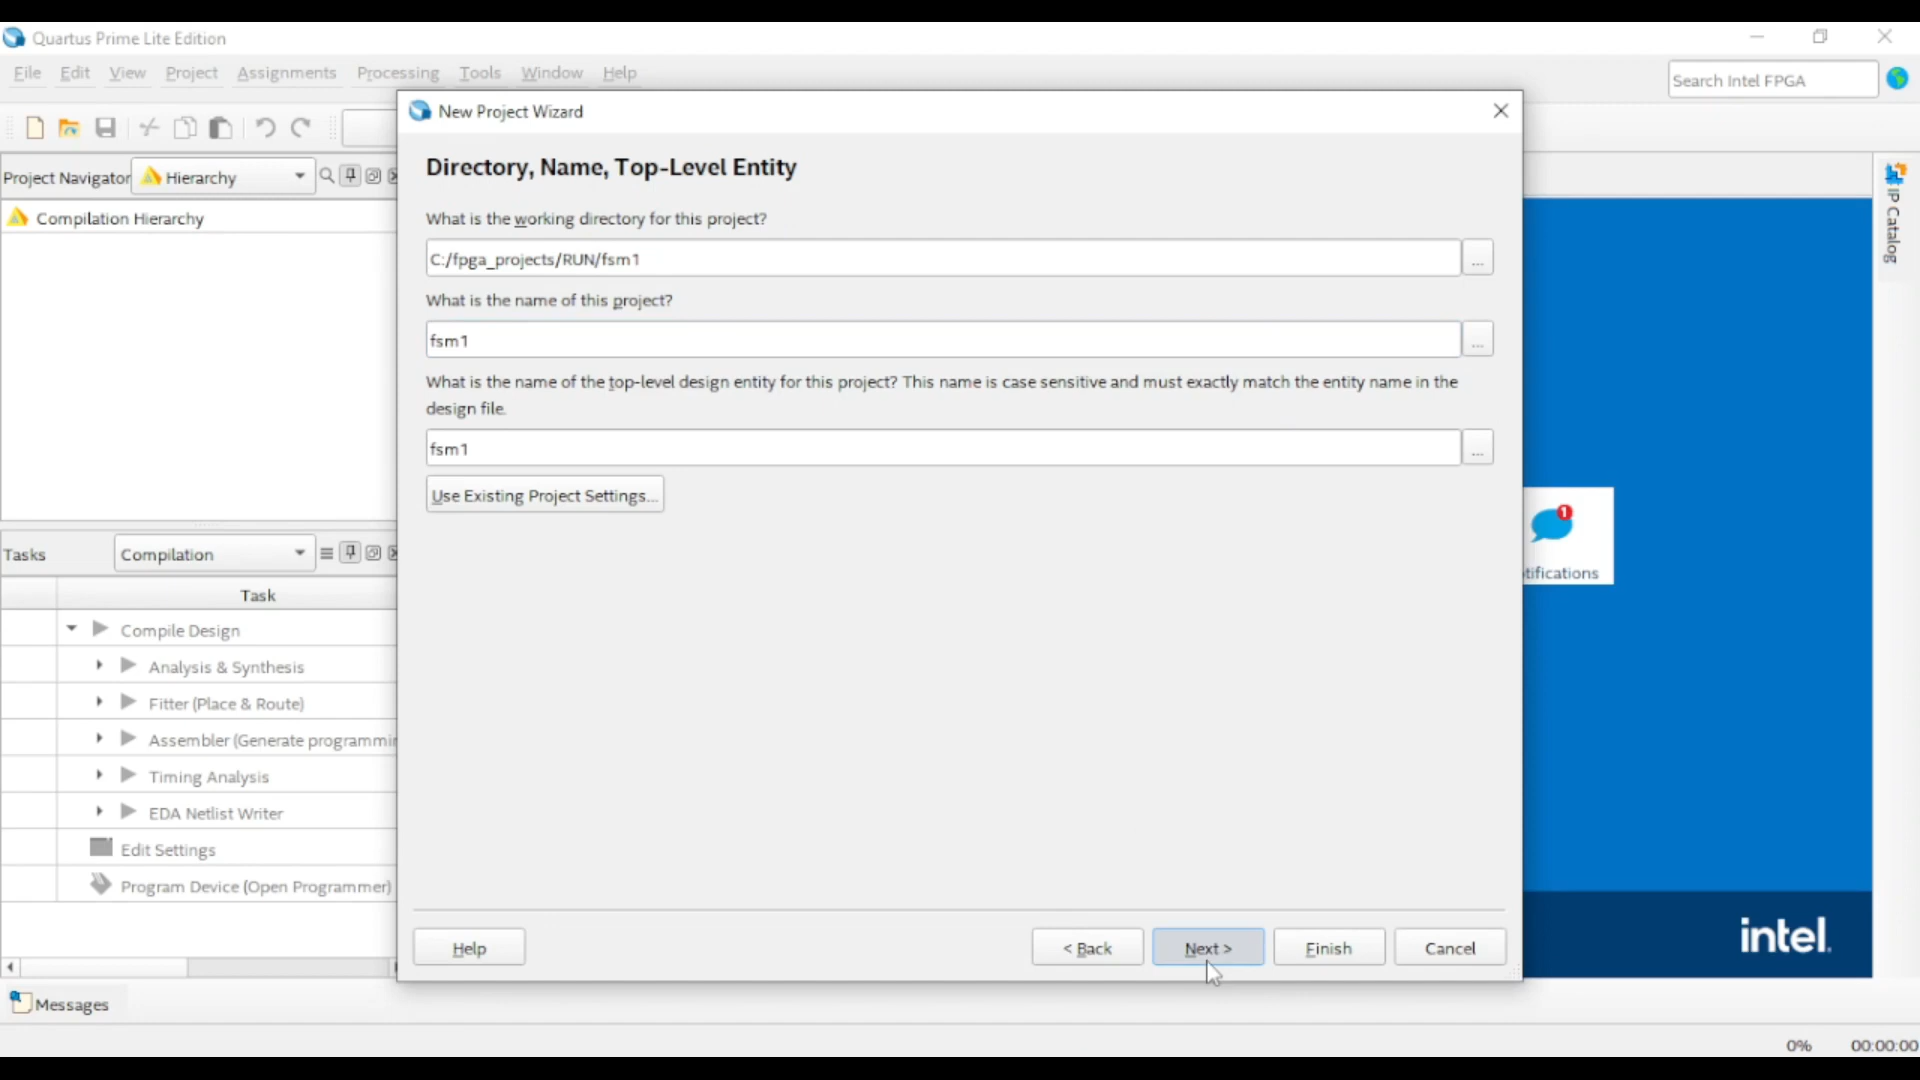 Quartus Prime Lite Edition
File Edit View Project Assignments Processing Tools Window Help
Search Intel FPGA
New Project Wizard
Project Navigator Hierarchy
Compilation Hierarchy
Directory, Name, Top-Level Entity
What is the working directory for this project?
C:/fpga_projects/RUN/fsm1
...
What is the name of this project?
fsm1
...
What is the name of the top-level design entity for this project? This name is case sensitive and must exactly match the entity name in the
design file.
fsm1
...
Use Existing Project Settings...
IP Catalog
1
tifications
Tasks Compilation
Task
Compile Design
Analysis & Synthesis
Fitter (Place & Route)
Assembler (Generate programmin
Timing Analysis
EDA Netlist Writer
Edit Settings
Program Device (Open Programmer)
Help
< Back
Next >
Finish
Cancel
intel.
Messages
0% 00:00:00